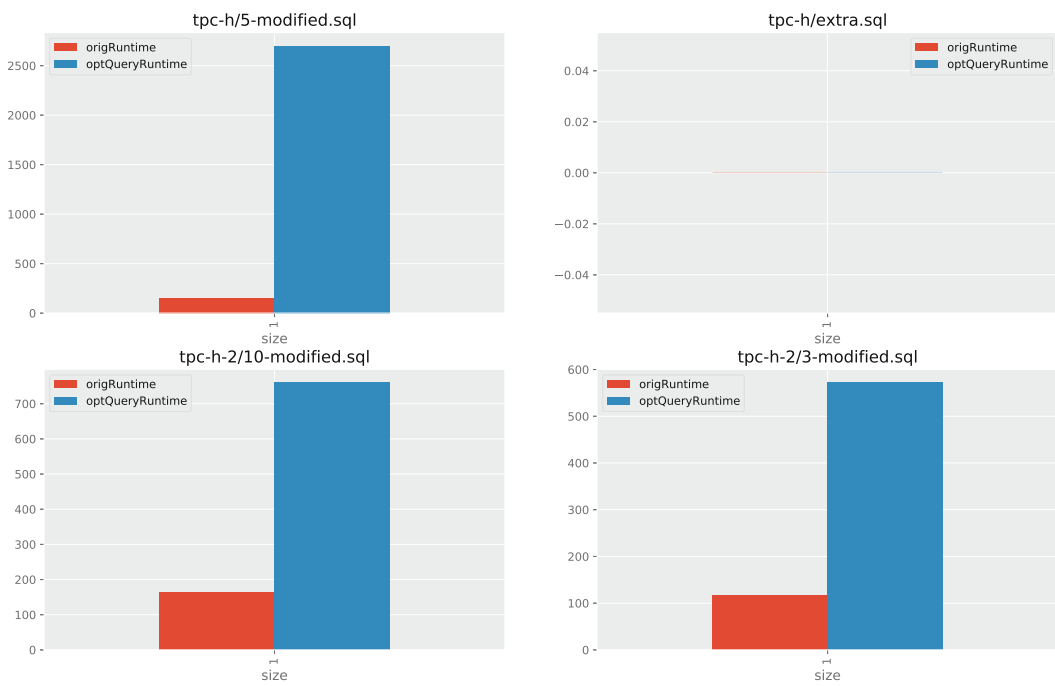 tpc-h/5-modified.sql
origRuntime
optQueryRuntime
2500
2000
1500
1000
500
0
1
size
tpc-h/extra.sql
origRuntime
optQueryRuntime
0.04
0.02
0.00
−0.02
−0.04
1
size
tpc-h-2/10-modified.sql
origRuntime
optQueryRuntime
700
600
500
400
300
200
100
0
1
size
tpc-h-2/3-modified.sql
origRuntime
optQueryRuntime
600
500
400
300
200
100
0
1
size